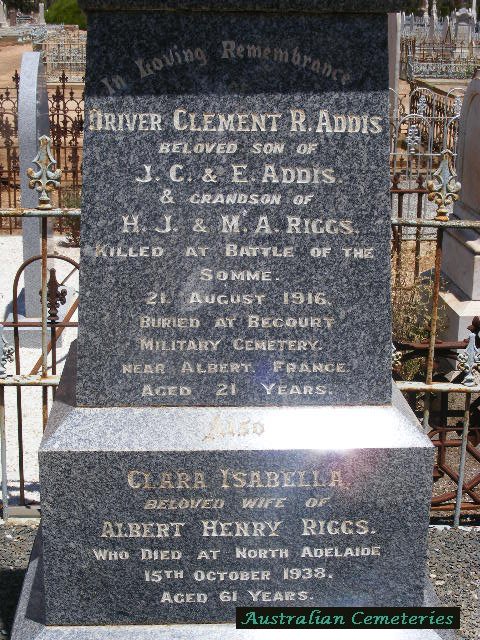 In Loving Remembrance
OF
DRIVER CLEMENT R. ADDIS
BELOVED SON OF
J. C. & E. ADDIS.
& GRANDSON OF
H. J. & M. A. RIGGS.
KILLED AT BATTLE OF THE
SOMME.
21. AUGUST 1916.
BURIED AT BECOURT
MILITARY CEMETERY.
NEAR ALBERT, FRANCE.
AGED 21 YEARS.
ALSO
CLARA ISABELLA,
BELOVED WIFE OF
ALBERT HENRY RIGGS.
WHO DIED AT NORTH ADELAIDE
15TH OCTOBER 1938.
AGED 61 YEARS.
Australian Cemeteries